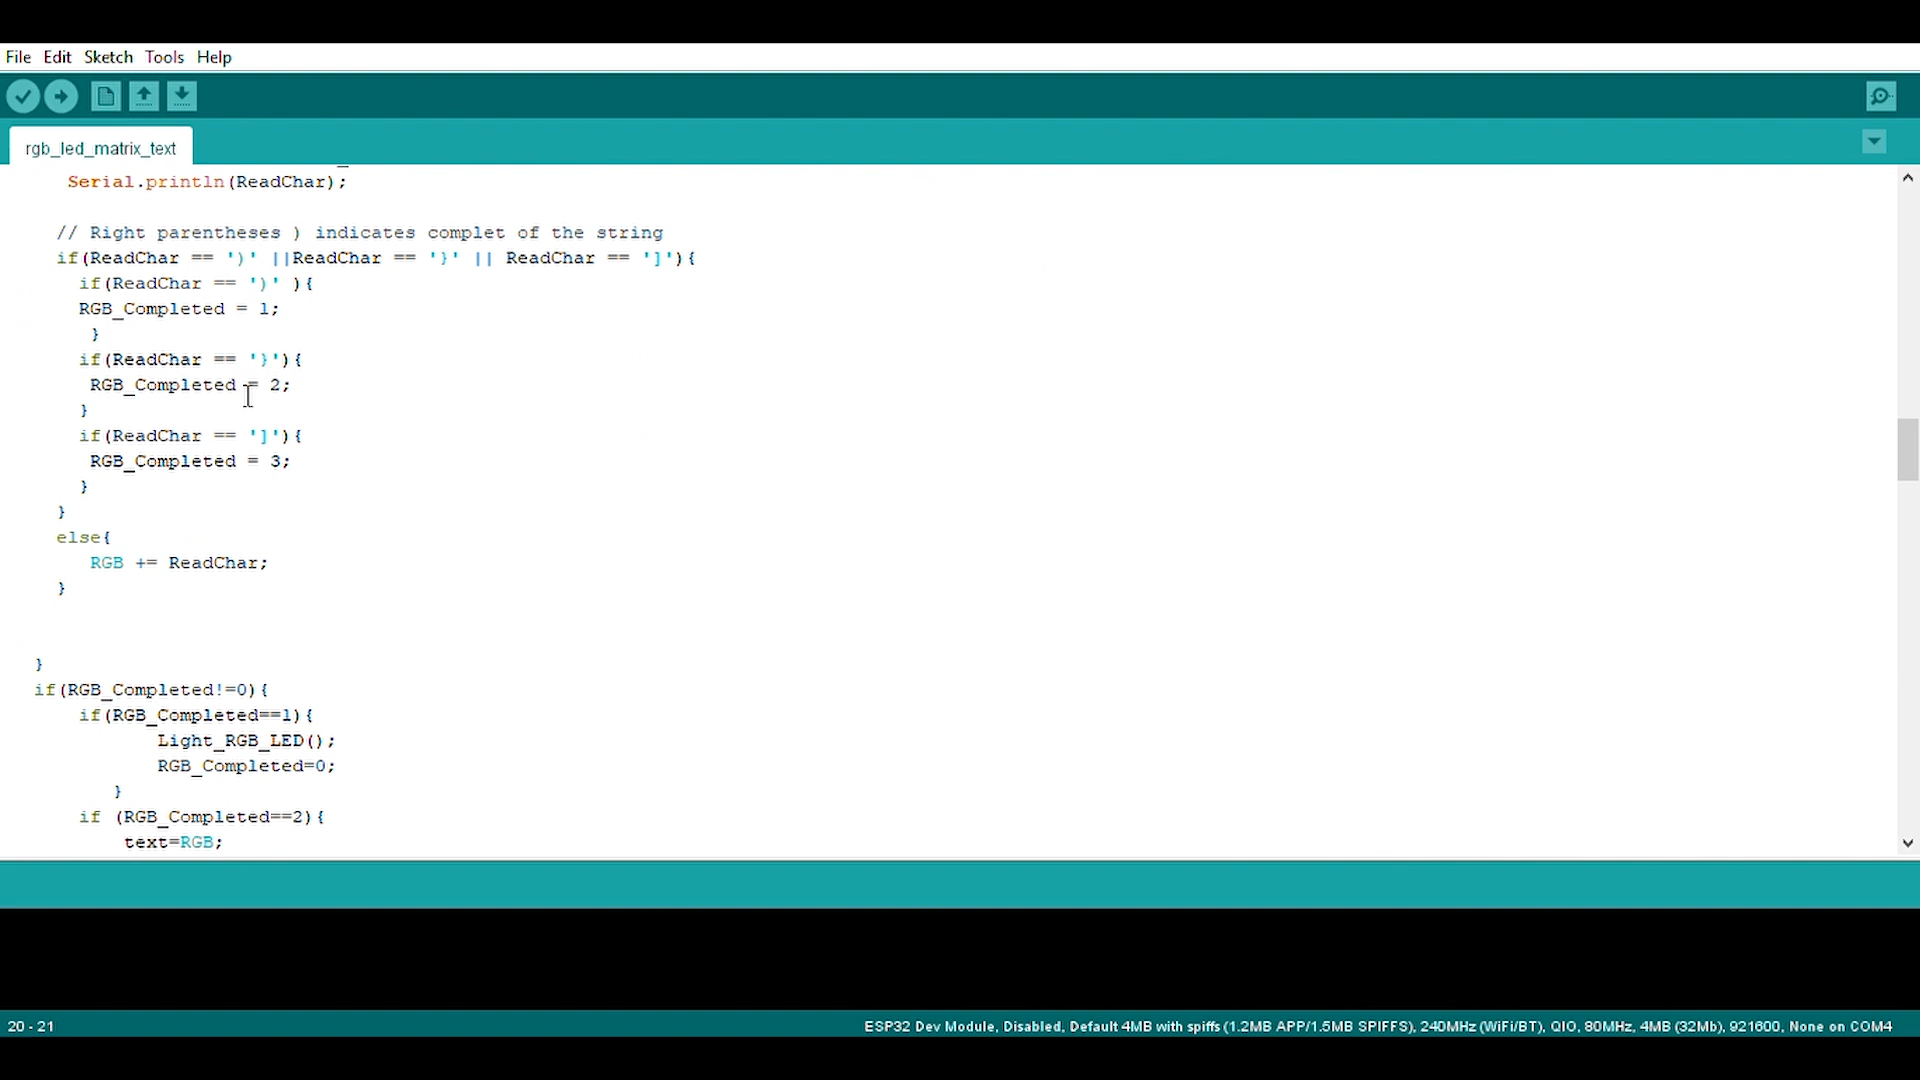 File Edit Sketch Tools Help
rgb_led_matrix_text
Serial.println(ReadChar);
// Right parentheses ) indicates complet of the string
if(ReadChar == ')' ||ReadChar == '}' || ReadChar == ']'){
if(ReadChar == ')' ){
RGB_Completed = 1;
}
if(ReadChar == '}'){
RGB_Completed = 2;
}
if(ReadChar == ']'){
RGB_Completed = 3;
}
}
else{
RGB += ReadChar;
}
}
if(RGB_Completed!=0){
if(RGB_Completed==1){
Light_RGB_LED();
RGB_Completed=0;
}
if (RGB_Completed==2){
text=RGB;
20 - 21 ESP32 Dev Module, Disabled, Default 4MB with spiffs (1.2MB APP/1.5MB SPIFFS), 240MHz (WiFi/BT), QIO, 80MHz, 4MB (32Mb), 921600, None on COM4